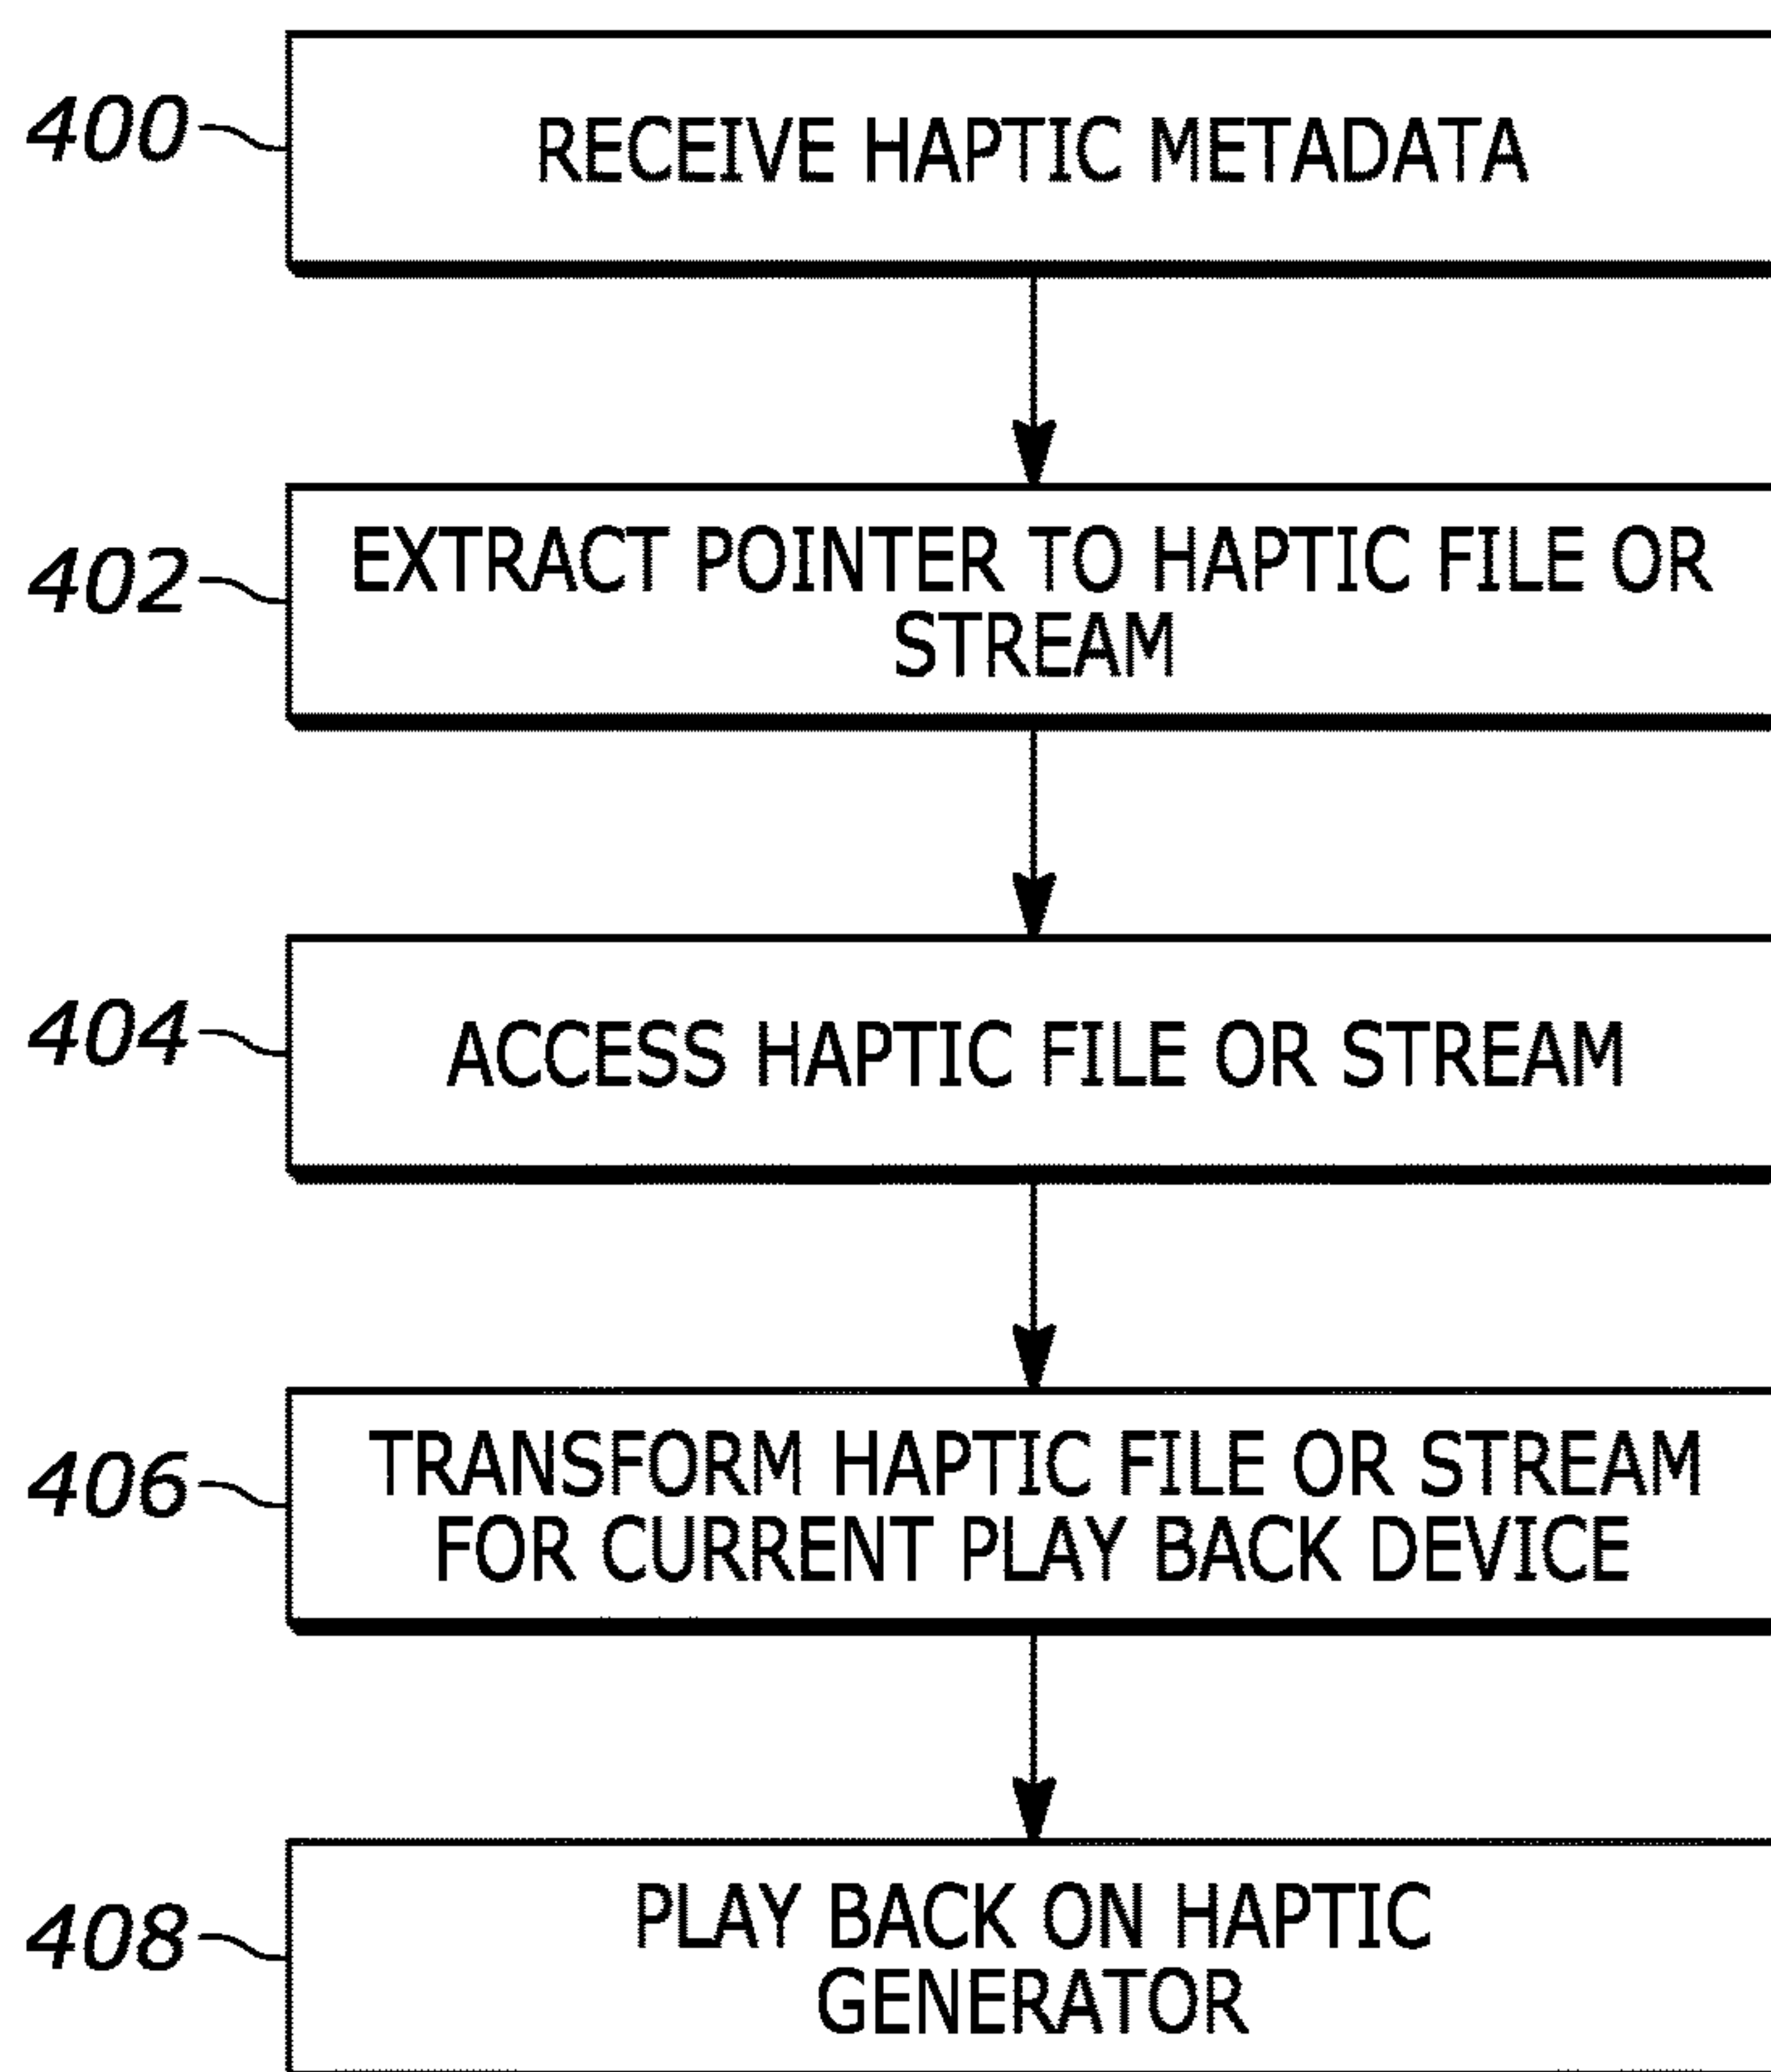 400
RECEIVE HAPTIC METADATA
402
EXTRACT POINTER TO HAPTIC FILE OR
STREAM
404
ACCESS HAPTIC FILE OR STREAM
406
TRANSFORM HAPTIC FILE OR STREAM
FOR CURRENT PLAY BACK DEVICE
408
PLAY BACK ON HAPTIC
GENERATOR